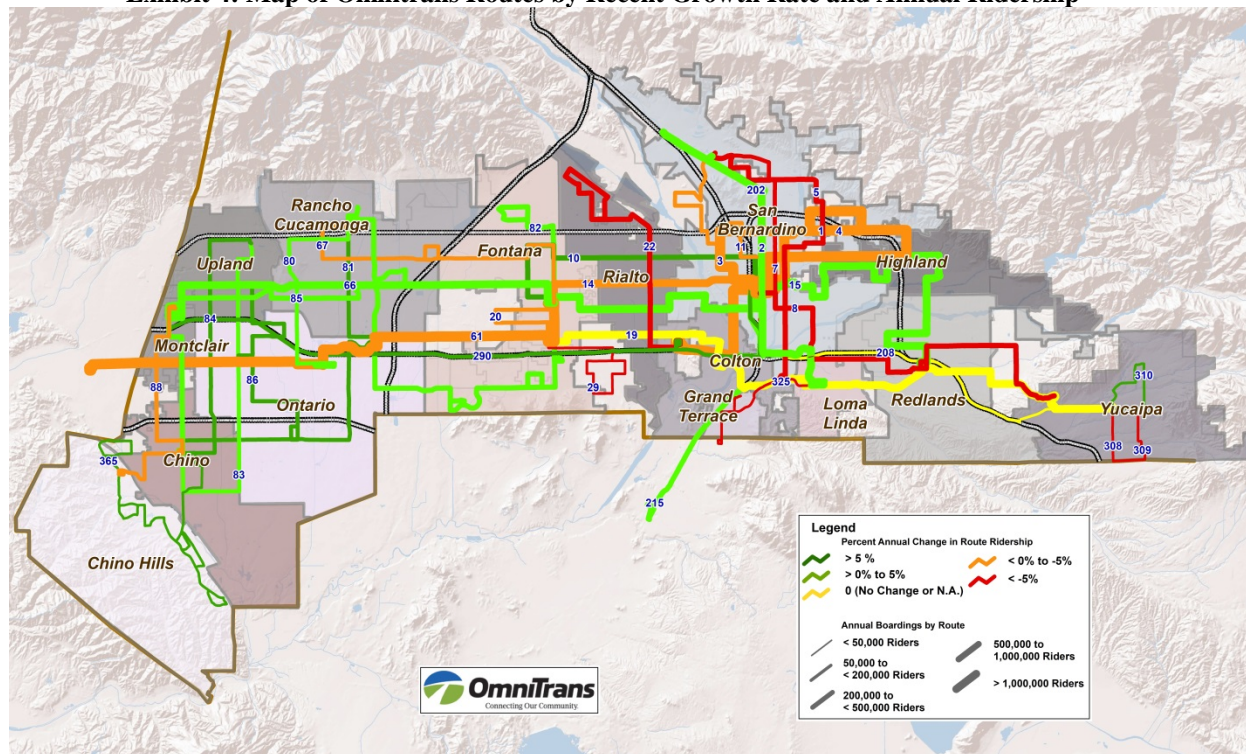 Exhibit 4: Map of Omnitrans Routes by Recent Growth Rate and Annual Ridership
202
5
Rancho
Cucamonga
82
San
Bernardino
1
4
67
Fontana
22
11
2
80
81
10
3
Highland
Upland
Rialto
7
66
14
15
85
20
8
84
61
19
Montclair
290
Colton
208
88
86
29
325
310
Ontario
Grand
Terrace
Loma
Linda
Redlands
Yucaipa
365
Chino
83
308
309
215
Chino Hills
Legend
Percent Annual Change in Route Ridership
> 5 %
< 0% to -5%
> 0% to 5%
< -5%
0 (No Change or N.A.)
Annual Boardings by Route
< 50,000 Riders
500,000 to
1,000,000 Riders
50,000 to
< 200,000 Riders
> 1,000,000 Riders
200,000 to
< 500,000 Riders
OmniTrans
Connecting Our Community.